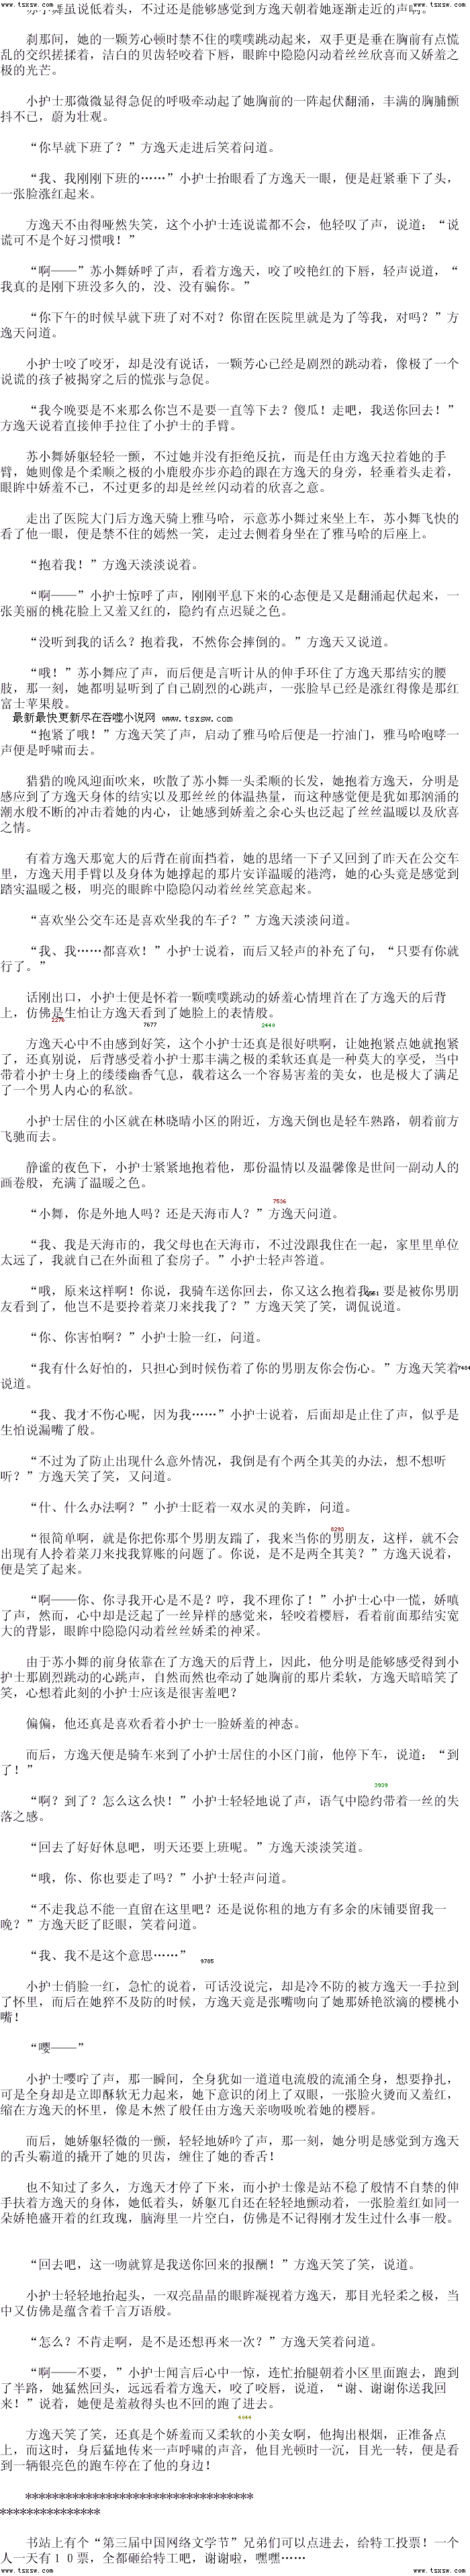 www.tsxsw.com www.tsxsw.com
苏小舞虽说低着头，不过还是能够感觉到方逸天朝着她逐渐走近的声响。
刹那间，她的一颗芳心顿时禁不住的噗噗跳动起来，双手更是垂在胸前有点慌
乱的交织搓揉着，洁白的贝齿轻咬着下唇，眼眸中隐隐闪动着丝丝欣喜而又娇羞之
极的光芒。
小护士那微微显得急促的呼吸牵动起了她胸前的一阵起伏翻涌，丰满的胸脯颤
抖不已，蔚为壮观。
“你早就下班了？”方逸天走进后笑着问道。
“我、我刚刚下班的……”小护士抬眼看了方逸天一眼，便是赶紧垂下了头，
一张脸涨红起来。
方逸天不由得哑然失笑，这个小护士连说谎都不会，他轻叹了声，说道：“说
谎可不是个好习惯哦！”
“啊——”苏小舞娇呼了声，看着方逸天，咬了咬艳红的下唇，轻声说道，“
我真的是刚下班没多久的，没、没有骗你。”
“你下午的时候早就下班了对不对？你留在医院里就是为了等我，对吗？”方
逸天问道。
小护士咬了咬牙，却是没有说话，一颗芳心已经是剧烈的跳动着，像极了一个
说谎的孩子被揭穿之后的慌张与急促。
“我今晚要是不来那么你岂不是要一直等下去？傻瓜！走吧，我送你回去！”
方逸天说着直接伸手拉住了小护士的手臂。
苏小舞娇躯轻轻一颤，不过她并没有拒绝反抗，而是任由方逸天拉着她的手
臂，她则像是个柔顺之极的小鹿般亦步亦趋的跟在方逸天的身旁，轻垂着头走着，
眼眸中娇羞不已，不过更多的却是丝丝闪动着的欣喜之意。
走出了医院大门后方逸天骑上雅马哈，示意苏小舞过来坐上车，苏小舞飞快的
看了他一眼，便是禁不住的嫣然一笑，走过去侧着身坐在了雅马哈的后座上。
“抱着我！”方逸天淡淡说着。
“啊——”小护士惊呼了声，刚刚平息下来的心态便是又是翻涌起伏起来，一
张美丽的桃花脸上又羞又红的，隐约有点迟疑之色。
“没听到我的话么？抱着我，不然你会摔倒的。”方逸天又说道。
“哦！”苏小舞应了声，而后便是言听计从的伸手环住了方逸天那结实的腰
肢，那一刻，她都明显听到了自己剧烈的心跳声，一张脸早已经是涨红得像是那红
富士苹果般。
最新最快更新尽在吞噬小说网 www.tsxsw.com
“抱紧了哦！”方逸天笑了声，启动了雅马哈后便是一拧油门，雅马哈咆哮一
声便是呼啸而去。
猎猎的晚风迎面吹来，吹散了苏小舞一头柔顺的长发，她抱着方逸天，分明是
感应到了方逸天身体的结实以及那丝丝的体温热量，而这种感觉便是犹如那汹涌的
潮水般不断的冲击着她的内心，让她感到娇羞之余心头也泛起了丝丝温暖以及欣喜
之情。
有着方逸天那宽大的后背在前面挡着，她的思绪一下子又回到了昨天在公交车
里，方逸天用手臂以及身体为她撑起的那片安详温暖的港湾，她的心头竟是感觉到
踏实温暖之极，明亮的眼眸中隐隐闪动着丝丝笑意起来。
“喜欢坐公交车还是喜欢坐我的车子？”方逸天淡淡问道。
“我、我……都喜欢！”小护士说着，而后又轻声的补充了句，“只要有你就
行了。”
话刚出口，小护士便是怀着一颗噗噗跳动的娇羞心情埋首在了方逸天的后背
上，仿佛是生怕让方逸天看到了她脸上的表情般。
2276 7677 2440
方逸天心中不由感到好笑，这个小护士还真是很好哄啊，让她抱紧点她就抱紧
了，还真别说，后背感受着小护士那丰满之极的柔软还真是一种莫大的享受，当中
带着小护士身上的缕缕幽香气息，载着这么一个容易害羞的美女，也是极大了满足
了一个男人内心的私欲。
小护士居住的小区就在林晓晴小区的附近，方逸天倒也是轻车熟路，朝着前方
飞驰而去。
静谧的夜色下，小护士紧紧地抱着他，那份温情以及温馨像是世间一副动人的
画卷般，充满了温暖之色。
7536
“小舞，你是外地人吗？还是天海市人？”方逸天问道。
“我、我是天海市的，我父母也在天海市，不过没跟我住在一起，家里里单位
太远了，我就自己在外面租了套房子。”小护士轻声答道。
“哦，原来这样啊！你说，我骑车送你回去，你又这么抱着我，要是被你男朋
友看到了，他岂不是要拎着菜刀来找我了？”方逸天笑了笑，调侃说道。
“你、你害怕啊？”小护士脸一红，问道。
“我有什么好怕的，只担心到时候伤着了你的男朋友你会伤心。”方逸天笑着
7484
说道。
“我、我才不伤心呢，因为我……”小护士说着，后面却是止住了声，似乎是
生怕说漏嘴了般。
“不过为了防止出现什么意外情况，我倒是有个两全其美的办法，想不想听
听？”方逸天笑了笑，又问道。
“什、什么办法啊？”小护士眨着一双水灵的美眸，问道。
8293
“很简单啊，就是你把你那个男朋友踹了，我来当你的男朋友，这样，就不会
出现有人拎着菜刀来找我算账的问题了。你说，是不是两全其美？”方逸天说着，
便是笑了起来。
“啊——你、你寻我开心是不是？哼，我不理你了！”小护士心中一慌，娇嗔
了声，然而，心中却是泛起了一丝异样的感觉来，轻咬着樱唇，看着前面那结实宽
大的背影，眼眸中隐隐闪动着丝丝娇柔的神采。
由于苏小舞的前身依靠在了方逸天的后背上，因此，他分明是能够感受得到小
护士那剧烈跳动的心跳声，自然而然也牵动了她胸前的那片柔软，方逸天暗暗笑了
笑，心想着此刻的小护士应该是很害羞吧？
偏偏，他还真是喜欢看着小护士一脸娇羞的神态。
而后，方逸天便是骑车来到了小护士居住的小区门前，他停下车，说道：“到
了！”
3939
“啊？到了？怎么这么快！”小护士轻轻地说了声，语气中隐约带着一丝的失
落之感。
“回去了好好休息吧，明天还要上班呢。”方逸天淡淡笑道。
“哦，你、你也要走了吗？”小护士轻声问道。
“不走我总不能一直留在这里吧？还是说你租的地方有多余的床铺要留我一
晚？”方逸天眨了眨眼，笑着问道。
“我、我不是这个意思……”
9785
小护士俏脸一红，急忙的说着，可话没说完，却是冷不防的被方逸天一手拉到
了怀里，而后在她猝不及防的时候，方逸天竟是张嘴吻向了她那娇艳欲滴的樱桃小
嘴！
“嘤——”
小护士嘤咛了声，那一瞬间，全身犹如一道道电流般的流涌全身，想要挣扎，
可是全身却是立即酥软无力起来，她下意识的闭上了双眼，一张脸火烫而又羞红，
缩在方逸天的怀里，像是木然了般任由方逸天亲吻吸吮着她的樱唇。
而后，她娇躯轻微的一颤，轻轻地娇吟了声，那一刻，她分明是感觉到方逸天
的舌头霸道的撬开了她的贝齿，缠住了她的香舌！
也不知过了多久，方逸天才停了下来，而小护士像是站不稳了般情不自禁的伸
手扶着方逸天的身体，她低着头，娇躯兀自还在轻轻地颤动着，一张脸羞红如同一
朵娇艳盛开着的红玫瑰，脑海里一片空白，仿佛是不记得刚才发生过什么事一般。
“回去吧，这一吻就算是我送你回来的报酬！”方逸天笑了笑，说道。
小护士轻轻地抬起头，一双亮晶晶的眼眸凝视着方逸天，那目光轻柔之极，当
中又仿佛是蕴含着千言万语般。
“怎么？不肯走啊，是不是还想再来一次？”方逸天笑着问道。
“啊——不要，”小护士闻言后心中一惊，连忙抬腿朝着小区里面跑去，跑到
了半路，她猛然回头，远远看着方逸天，咬了咬唇，说道，“谢、谢谢你送我回
来！”说着，她便是羞赧得头也不回的跑了进去。
4644
方逸天笑了笑，还真是个娇羞而又柔软的小美女啊，他掏出根烟，正准备点
上，而这时，身后猛地传来一声呼啸的声音，他目光顿时一沉，目光一转，便是看
到一辆银亮色的跑车停在了他的身边！
**********************************
***************
书站上有个“第三届中国网络文学节”兄弟们可以点进去，给特工投票！一个
人一天有１０票，全都砸给特工吧，谢谢啦，嘿嘿……
www.tsxsw.com www.tsxsw.com